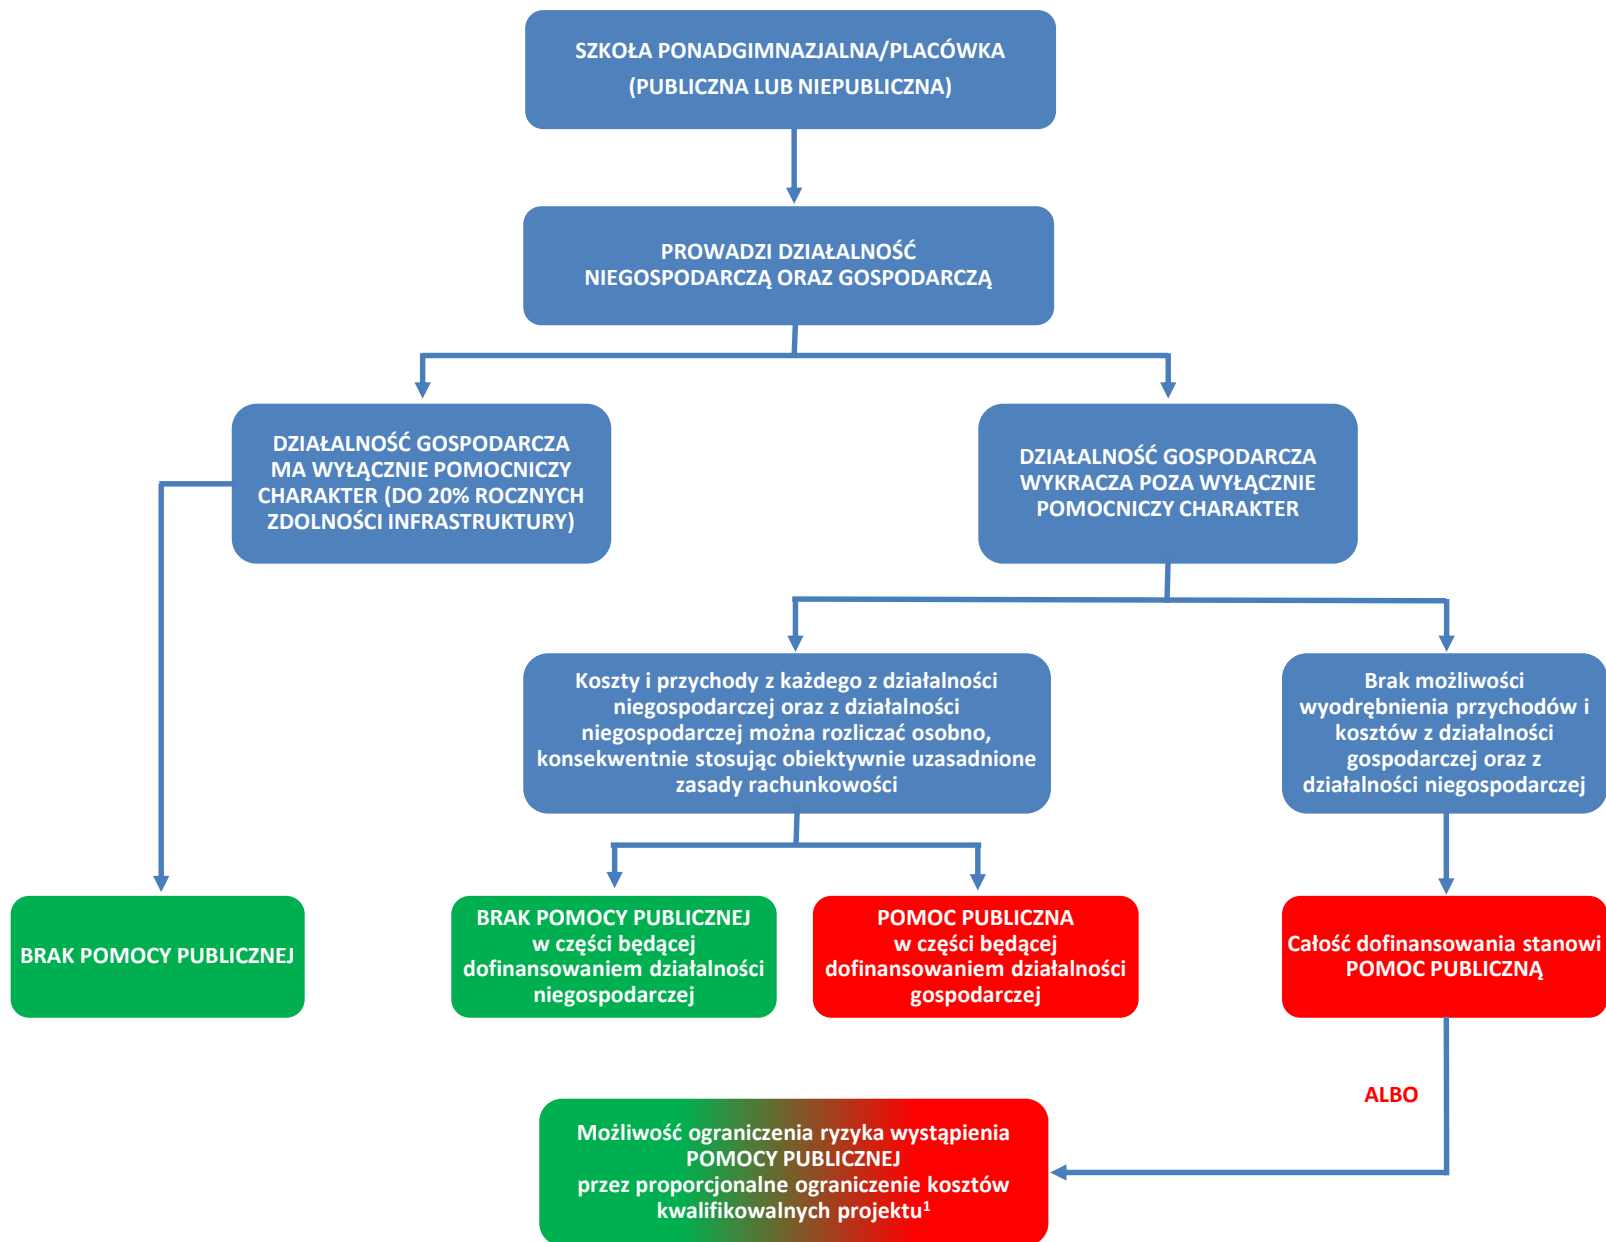 SZKOŁA PONADGIMNAZJALNA/PLACÓWKA
(PUBLICZNA LUB NIEPUBLICZNA)
PROWADZI DZIAŁALNOŚĆ
NIEGOSPODARCZĄ ORAZ GOSPODARCZĄ
DZIAŁALNOŚĆ GOSPODARCZA
MA WYŁĄCZNIE POMOCNICZY
CHARAKTER (DO 20% ROCZNYCH
ZDOLNOŚCI INFRASTRUKTURY)
DZIAŁALNOŚĆ GOSPODARCZA
WYKRACZA POZA WYŁĄCZNIE
POMOCNICZY CHARAKTER
Koszty i przychody z każdego z działalności
niegospodarczej oraz z działalności
niegospodarczej można rozliczać osobno,
konsekwentnie stosując obiektywnie uzasadnione
zasady rachunkowości
Brak możliwości
wyodrębnienia przychodów i
kosztów z działalności
gospodarczej oraz z
działalności niegospodarczej
BRAK POMOCY PUBLICZNEJ
BRAK POMOCY PUBLICZNEJ
w części będącej
dofinansowaniem działalności
niegospodarczej
POMOC PUBLICZNA
w części będącej
dofinansowaniem działalności
gospodarczej
Całość dofinansowania stanowi
POMOC PUBLICZNĄ
ALBO
Możliwość ograniczenia ryzyka wystąpienia
POMOCY PUBLICZNEJ
przez proporcjonalne ograniczenie kosztów
kwalifikowalnych projektu¹